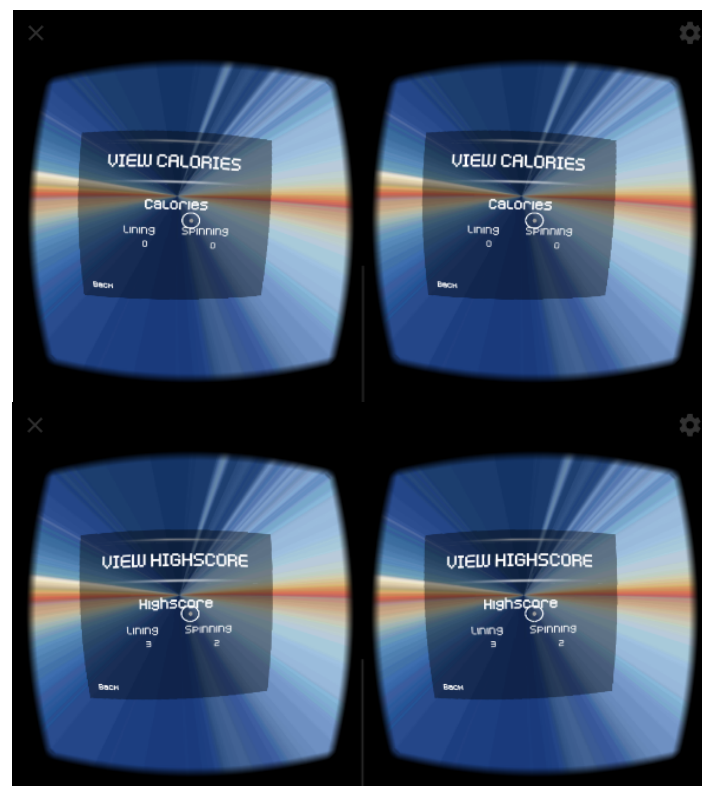 VIEW CALORIES VIEW CALORIES
Calories Calories
Lining Spinning Lining Spinning
0 0 0 0
Back Back
VIEW HIGHSCORE VIEW HIGHSCORE
Highscore Highscore
Lining Spinning Lining Spinning
3 2 3 2
Back Back